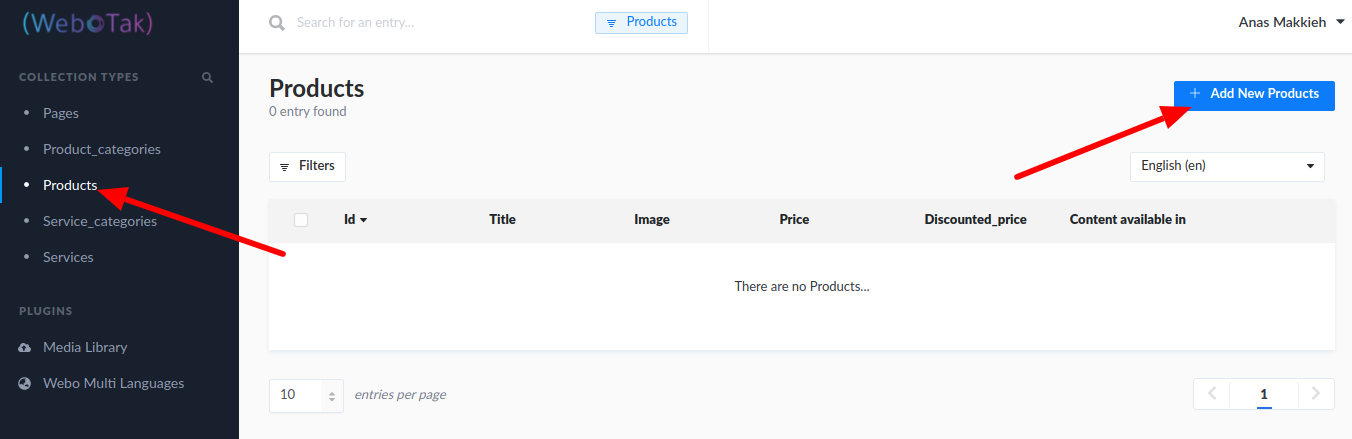 (WeboTak)
Search for an entry...
Products
Anas Makkieh
COLLECTION TYPES
Pages
Product_categories
Products
Service_categories
Services
PLUGINS
Media Library
Webo Multi Languages
Products
0 entry found
+ Add New Products
Filters
English (en)
Id Title Image Price Discounted_price Content available in
There are no Products...
10 entries per page
1